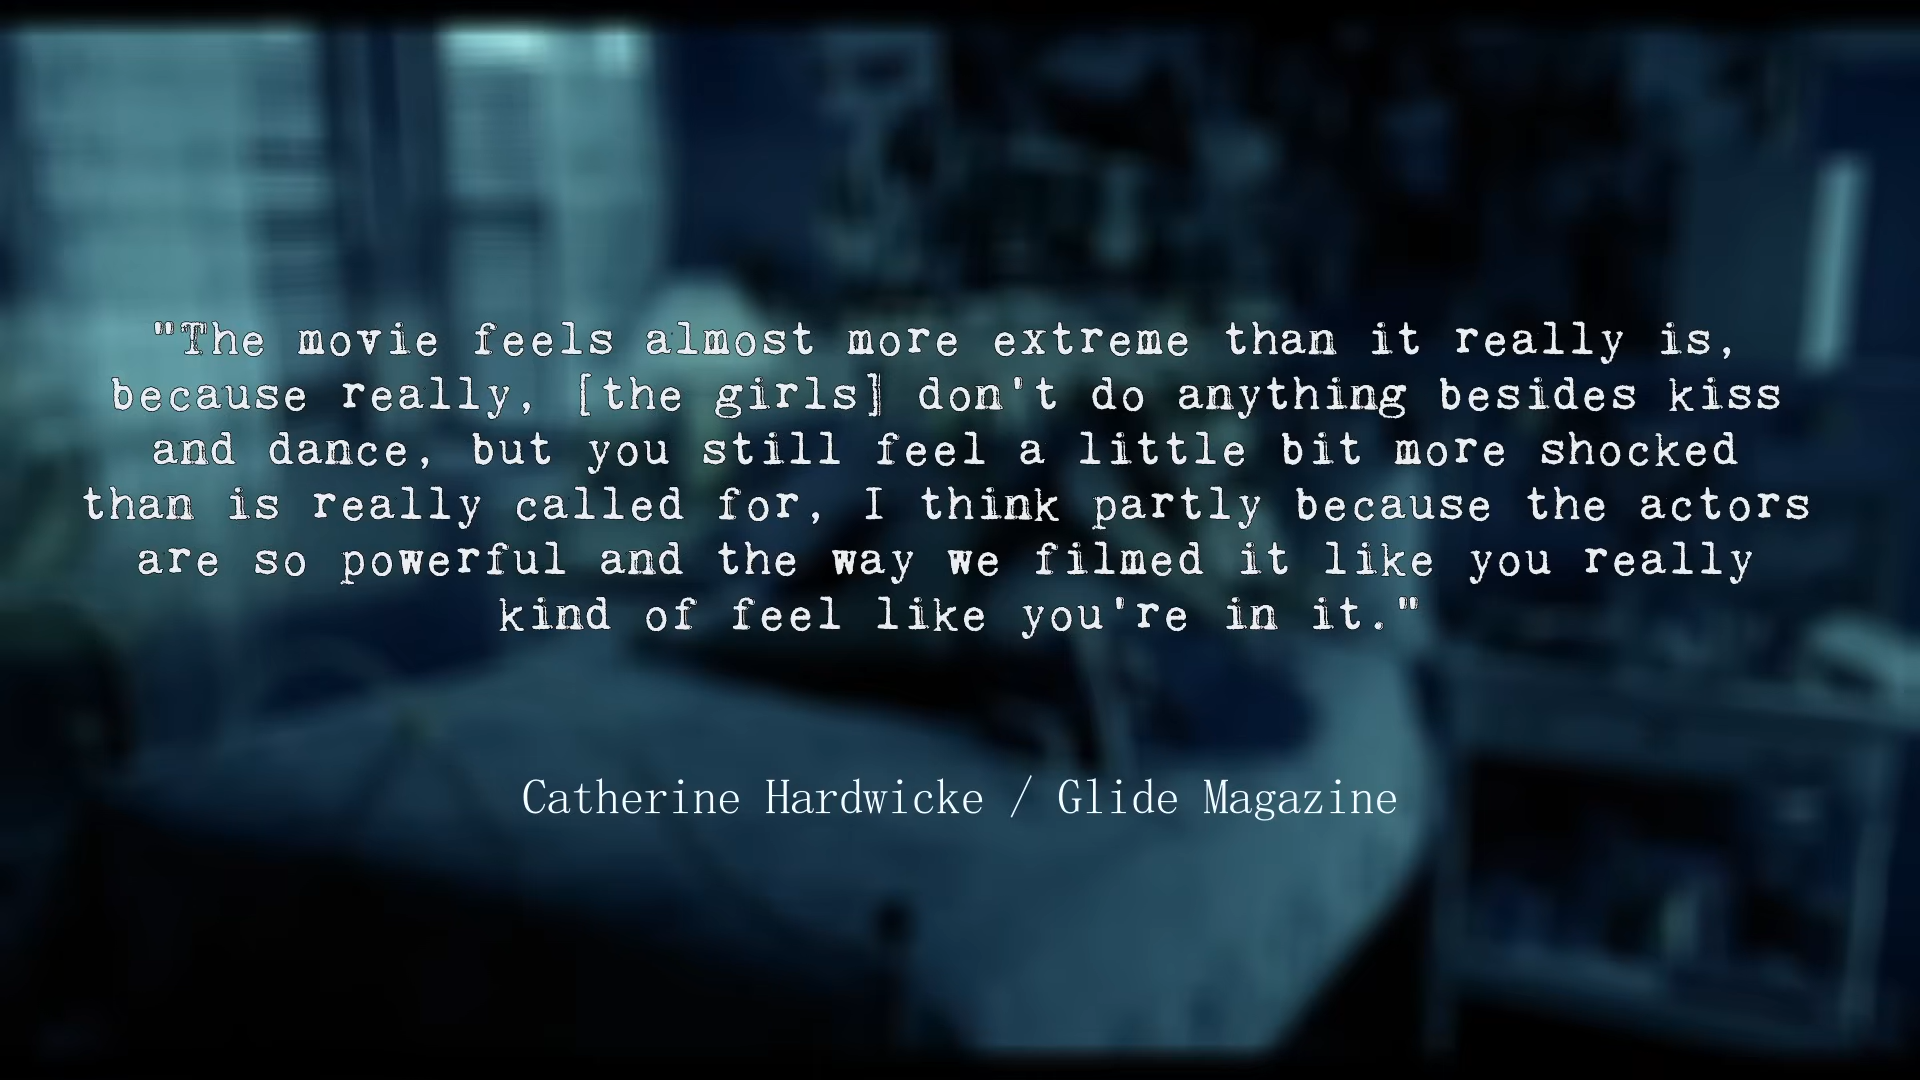 "The movie feels almost more extreme than it really is,
because really, [the girls] don't do anything besides kiss
and dance, but you still feel a little bit more shocked
than is really called for, I think partly because the actors
are so powerful and the way we filmed it like you really
kind of feel like you're in it."
Catherine Hardwicke / Glide Magazine